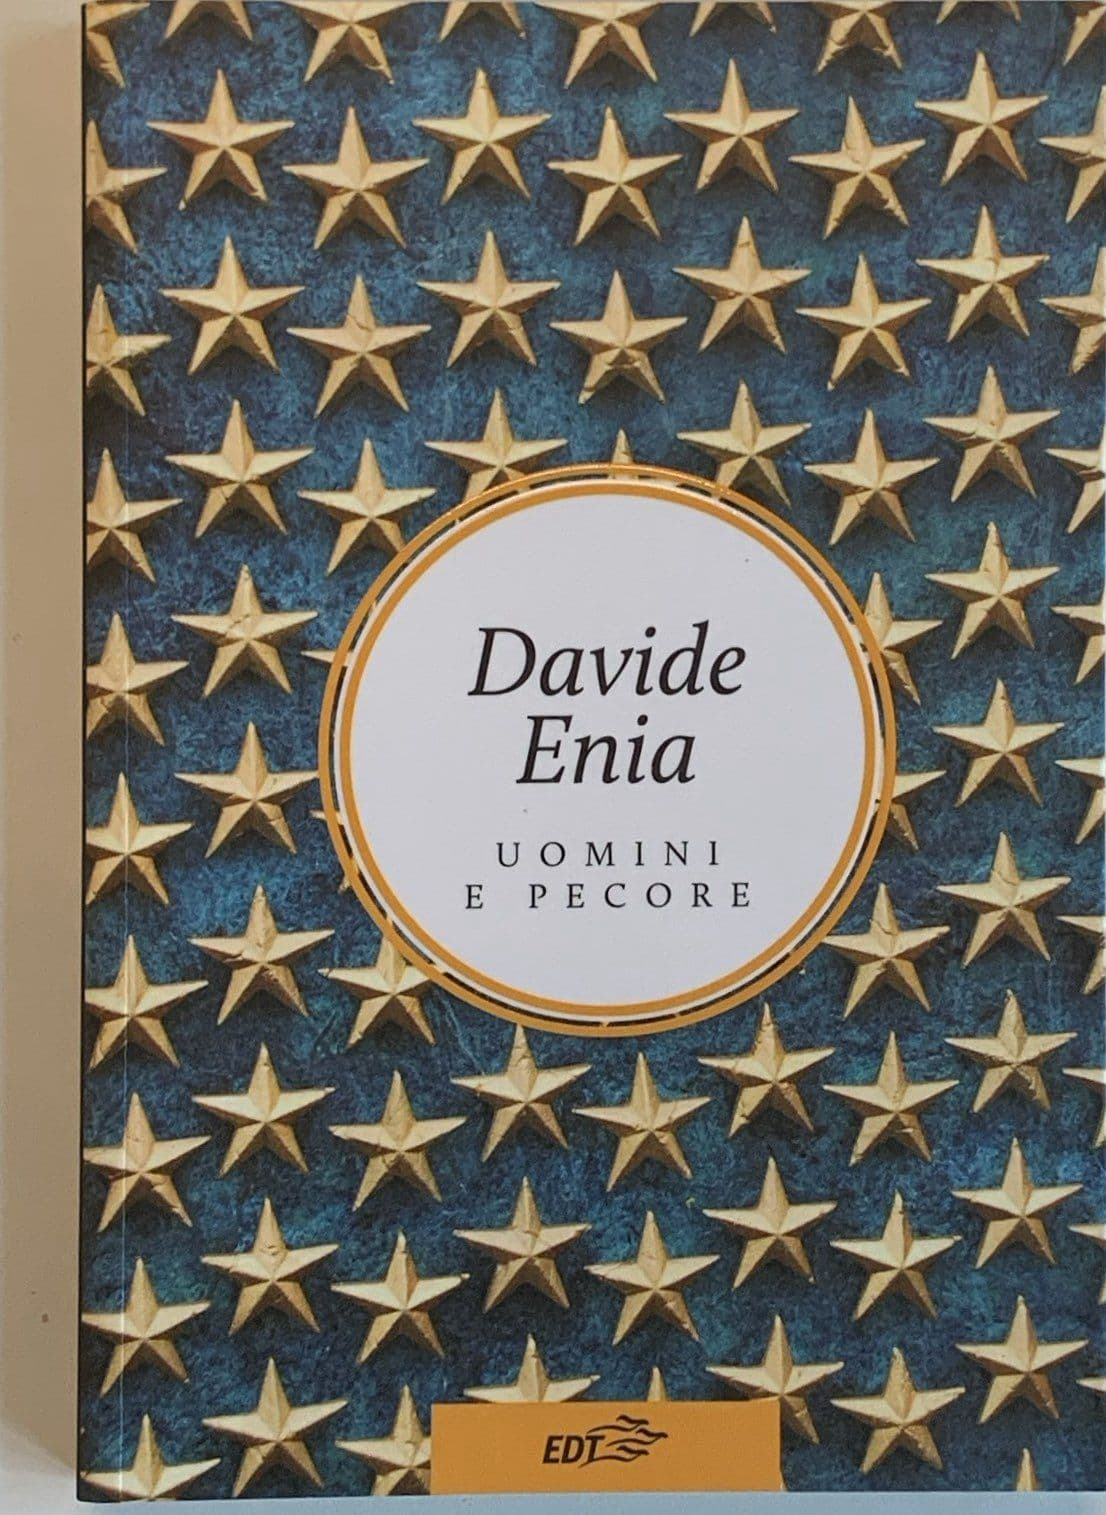 Davide
Enia
UOMINI
E PECORE
EDT